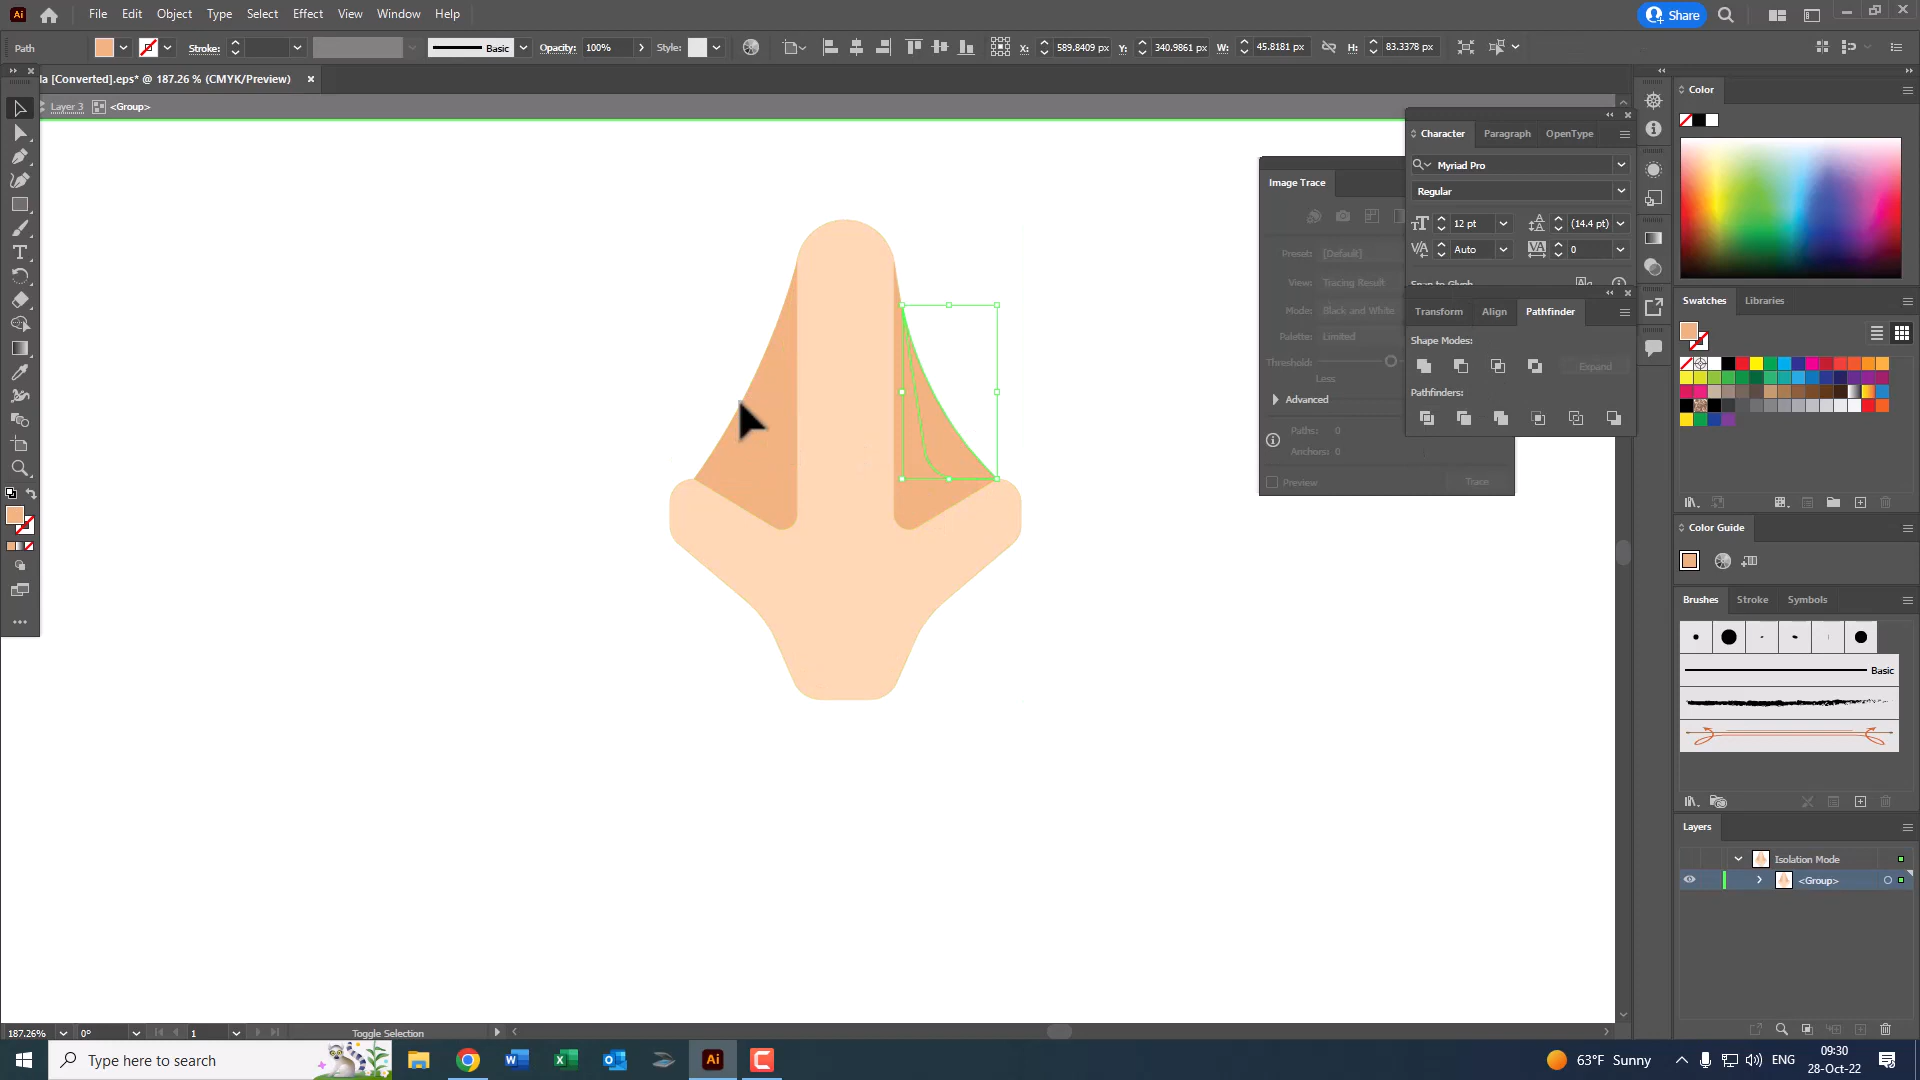 Ai
File Edit Object Type Select Effect View Window Help
Share
Path
Stroke:
Basic
Opacity: 100%
Style:
X: 589.8409 px
Y: 340.9861 px
W: 45.8181 px
H: 83.3378 px
la [Converted].eps* @ 187.26 % (CMYK/Preview)
Layer 3 <Group>
Color
Character Paragraph OpenType
Myriad Pro
Regular
12 pt (14.4 pt)
Auto 0
Snap to Glyph
Image Trace
Preset: [Default]
View: Tracing Result
Mode: Black and White
Palette: Limited
Threshold:
Less
Advanced
Paths: 0
Anchors: 0
Preview Trace
Transform Align Pathfinder
Shape Modes:
Expand
Pathfinders:
Swatches Libraries
Color Guide
Brushes Stroke Symbols
Basic
Layers
Isolation Mode
<Group>
187.26% 0° 1 Toggle Selection
Type here to search
63°F Sunny
ENG
09:30
28-Oct-22